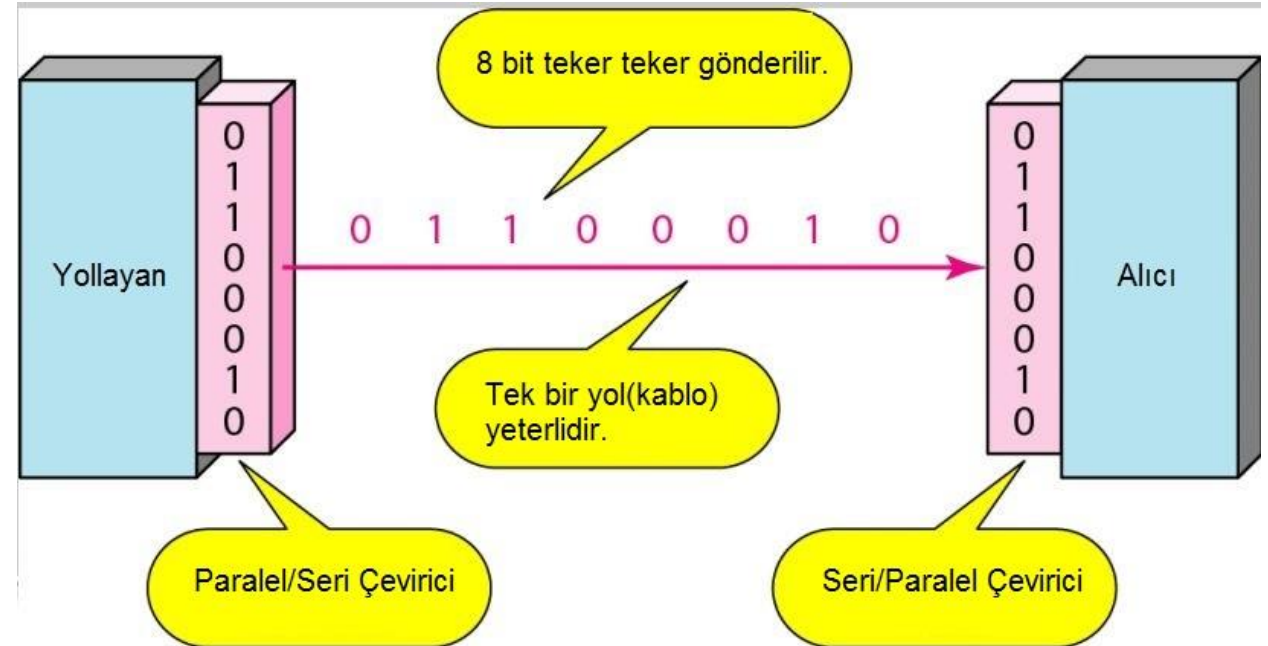 8 bit teker teker gönderilir.
0
1
1
0
0
0
1
0
0 1 1 0 0 0 1 0
0
1
1
0
0
0
1
0
Yollayan
Alıcı
Tek bir yol(kablo)
yeterlidir.
Paralel/Seri Çevirici
Seri/Paralel Çevirici